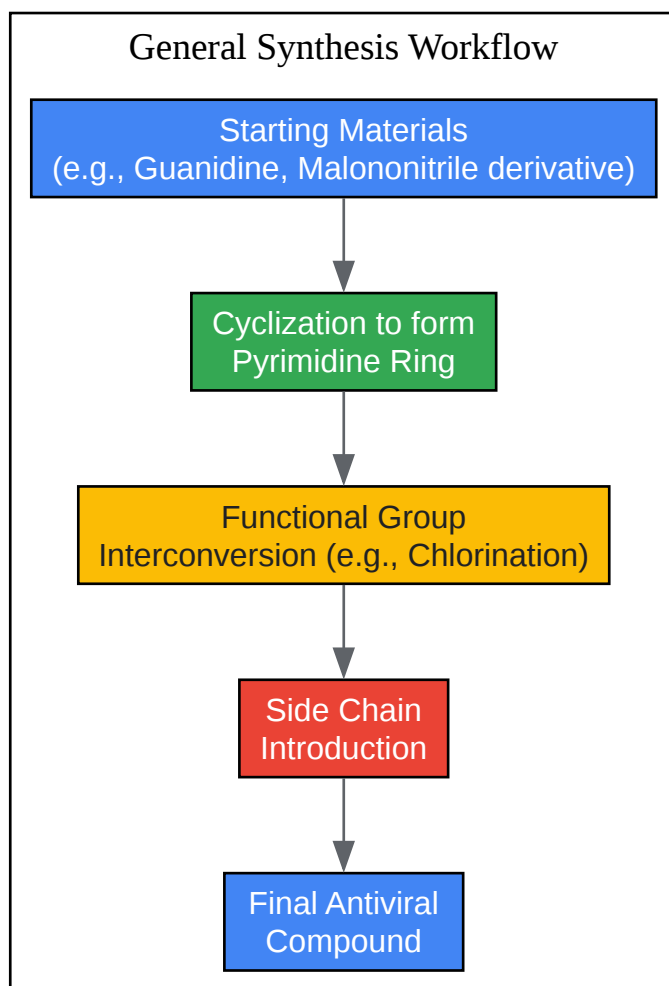 General Synthesis Workflow
Starting Materials
(e.g., Guanidine, Malononitrile derivative)
Cyclization to form
Pyrimidine Ring
Functional Group
Interconversion (e.g., Chlorination)
Side Chain
Introduction
Final Antiviral
Compound